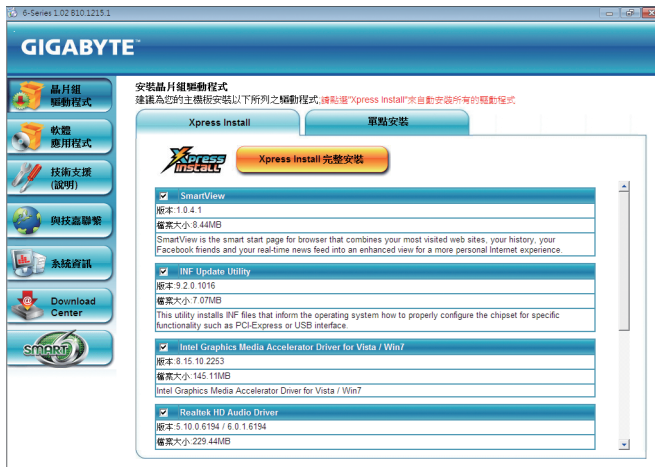 6-Series 1.02 B10.1215.1
GIGABYTE™
晶片組
驅動程式
軟體
應用程式
技術支援
(說明)
與技嘉聯繫
系統資訊
Download
Center
SMART
安裝晶片組驅動程式
建議為您的主機板安裝以下所列之驅動程式,請點選"Xpress Install"來自動安裝所有的驅動程式
Xpress Install
單點安裝
Xpress INSTALL
Xpress Install 完整安裝
SmartView
版本:1.0.4.1
檔案大小:8.44MB
SmartView is the smart start page for browser that combines your most visited web sites, your history, your
Facebook friends and your real-time news feed into an enhanced view for a more personal Internet experience.
INF Update Utility
版本:9.2.0.1016
檔案大小:7.07MB
This utility installs INF files that inform the operating system how to properly configure the chipset for specific
functionality such as PCI-Express or USB interface.
Intel Graphics Media Accelerator Driver for Vista / Win7
版本:8.15.10.2253
檔案大小:145.11MB
Intel Graphics Media Accelerator Driver for Vista / Win7
Realtek HD Audio Driver
版本:5.10.0.6194 / 6.0.1.6194
檔案大小:229.44MB